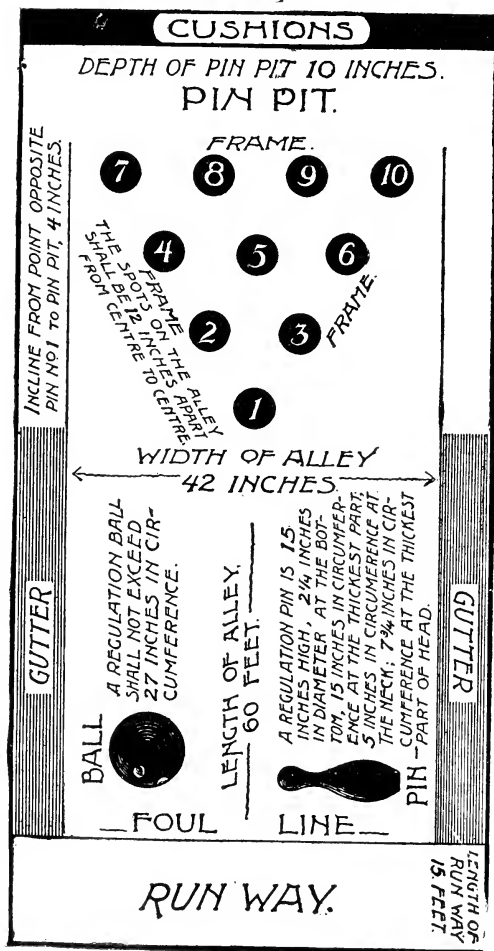 CUSHIONS
DEPTH OF PIN PIT 10 INCHES.
PIN PIT.
INCLINE FROM POINT OPPOSITE
PIN NO. 1 TO PIN PIT, 4 INCHES.
FRAME.
7 8 9 10
4 5 6
FRAME
THE SPOTS ON THE ALLEY
SHALL BE 12 INCHES APART
FROM CENTRE TO CENTRE.
FRAME.
2 3
1
WIDTH OF ALLEY
42 INCHES
GUTTER
A REGULATION BALL
SHALL NOT EXCEED
27 INCHES IN CIR-
CUMFERENCE.
BALL
LENGTH OF ALLEY,
60 FEET.
A REGULATION PIN IS 15
INCHES HIGH, 2¼ INCHES
IN DIAMETER, AT THE BOT-
TOM, 15 INCHES IN CIRCUMFER-
ENCE AT THE THICKEST PART;
5 INCHES IN CIRCUMERENCE AT
THE NECK; 7¾ INCHES IN CIR-
CUMFERENCE AT THE THICKEST
PART OF HEAD.
PIN
GUTTER
FOUL LINE
RUN WAY.
LENGTH OF
RUN WAY
15 FEET.